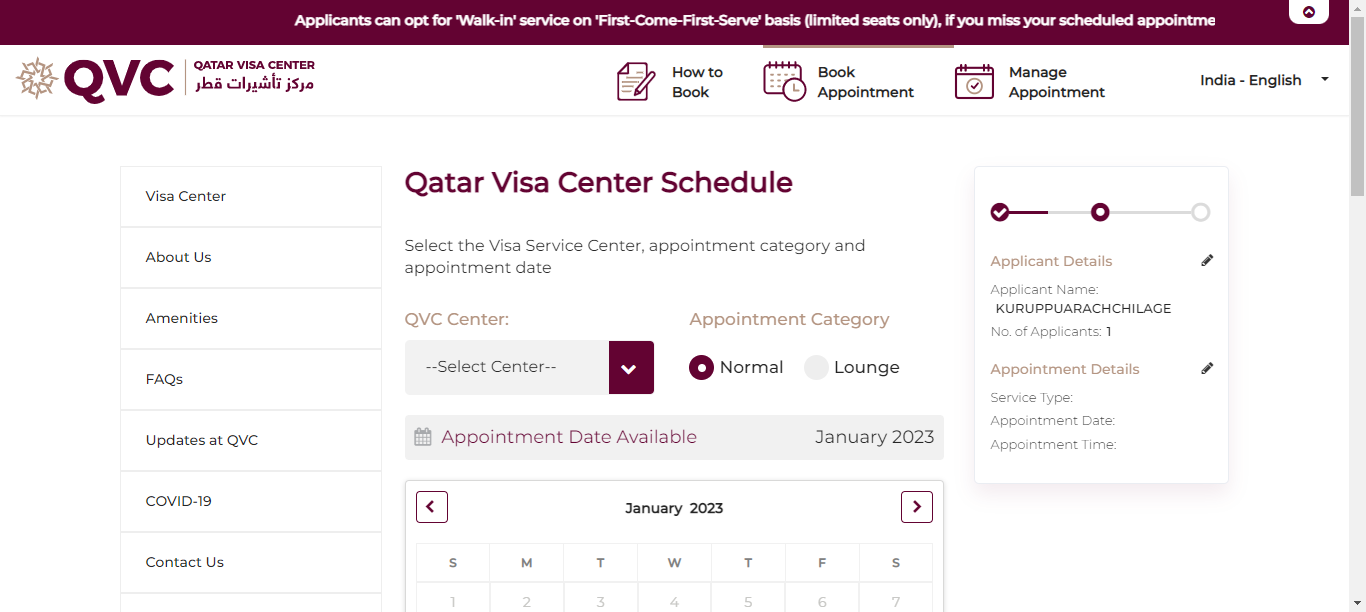 Applicants can opt for 'Walk-in' service on 'First-Come-First-Serve' basis (limited seats only), if you miss your scheduled appointme
QVC
QATAR VISA CENTER
مركز تأشيرات قطر
How to
Book
Book
Appointment
Manage
Appointment
India - English
Visa Center
About Us
Amenities
FAQs
Updates at QVC
COVID-19
Contact Us
Qatar Visa Center Schedule
Select the Visa Service Center, appointment category and
appointment date
QVC Center:
Appointment Category
--Select Center--
Normal
Lounge
Appointment Date Available
January 2023
January 2023
S M T W T F S
1 2 3 4 5 6 7
Applicant Details
Applicant Name:
KURUPPUARACHCHILAGE
No. of Applicants: 1
Appointment Details
Service Type:
Appointment Date:
Appointment Time: